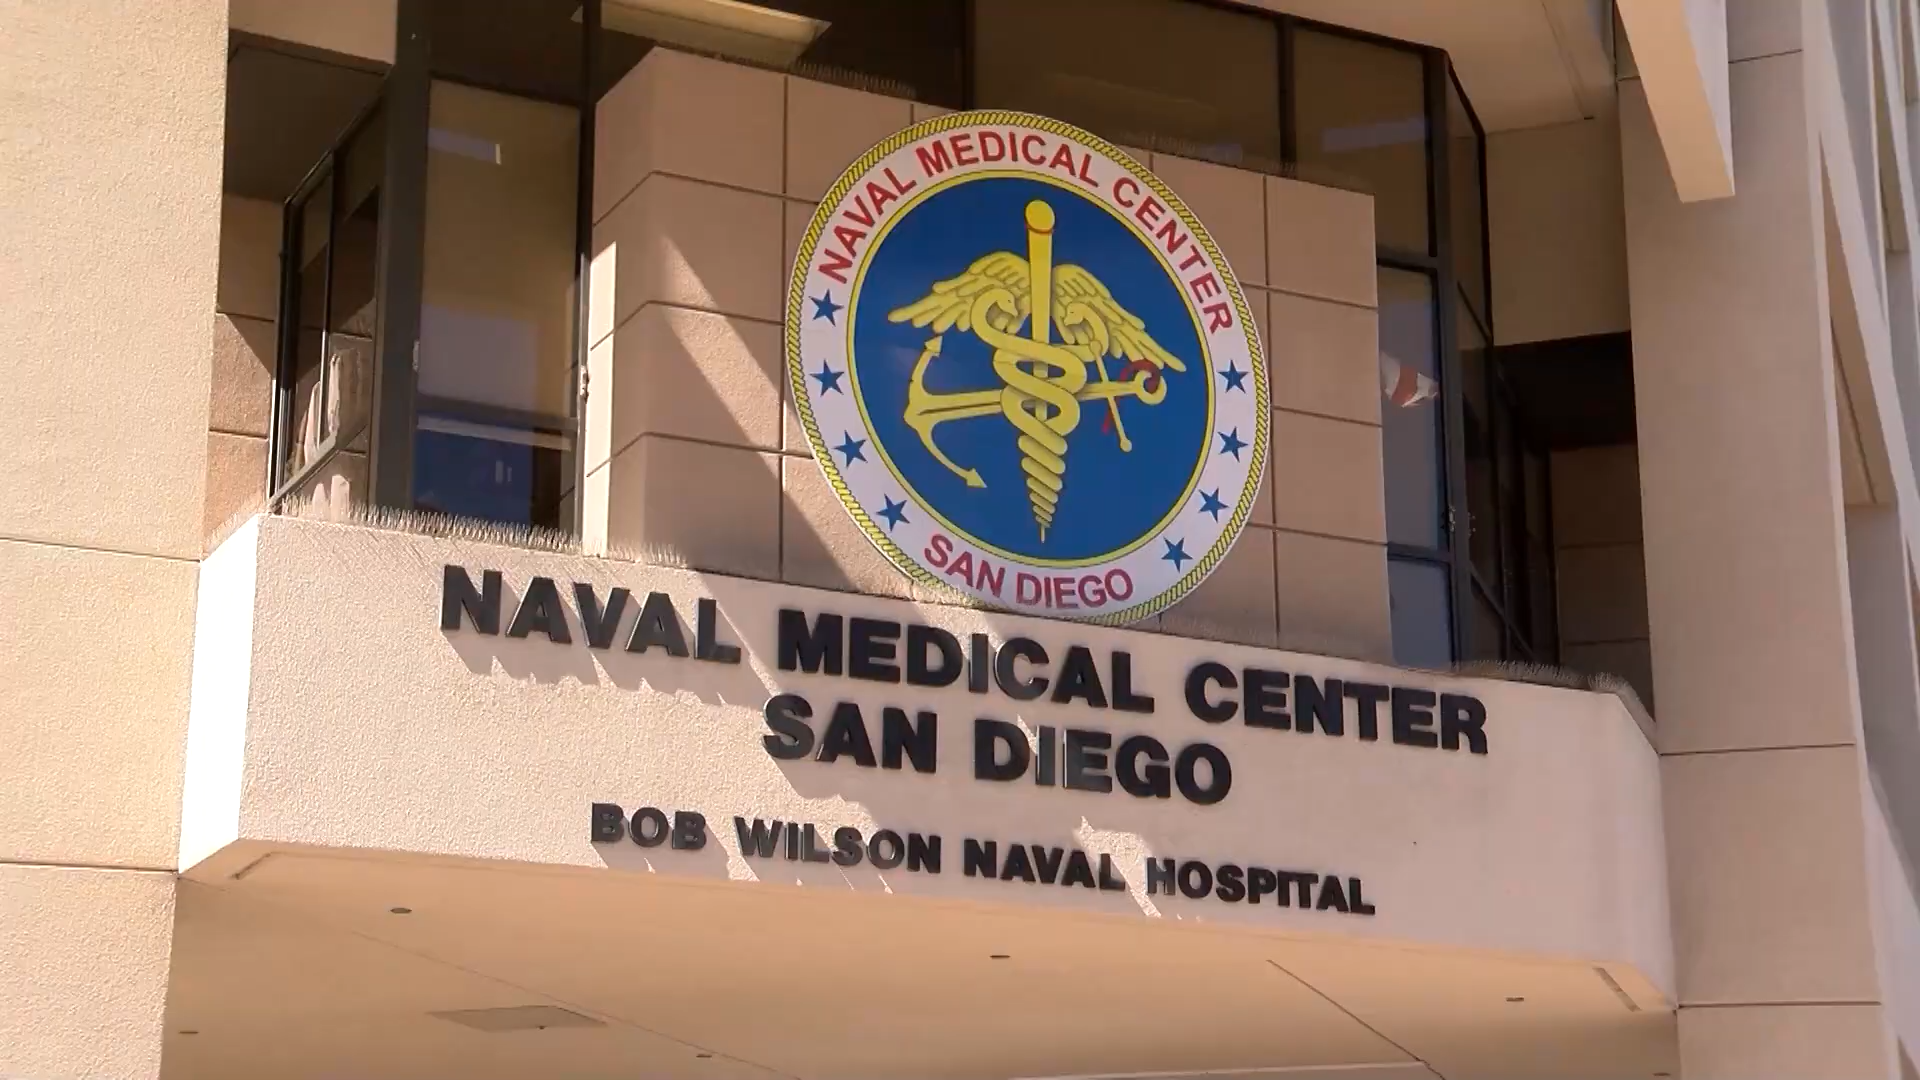 NAVAL MEDICAL CENTER
SAN DIEGO
NAVAL MEDICAL CENTER
SAN DIEGO
BOB WILSON NAVAL HOSPITAL